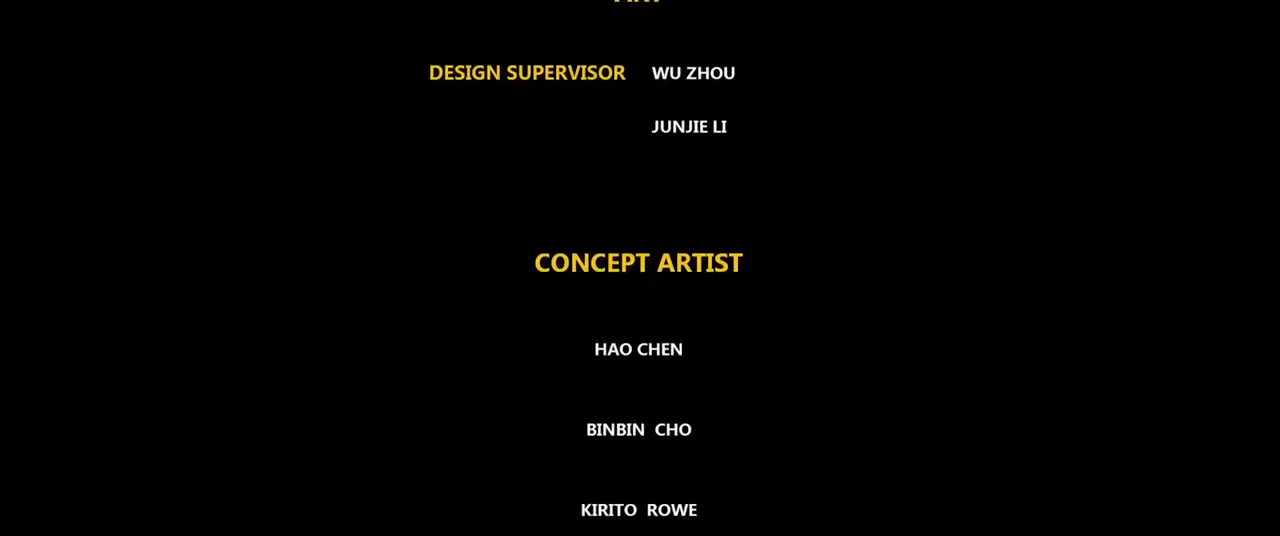 DESIGN SUPERVISOR WU ZHOU
JUNJIE LI
CONCEPT ARTIST
HAO CHEN
BINBIN CHO
KIRITO ROWE